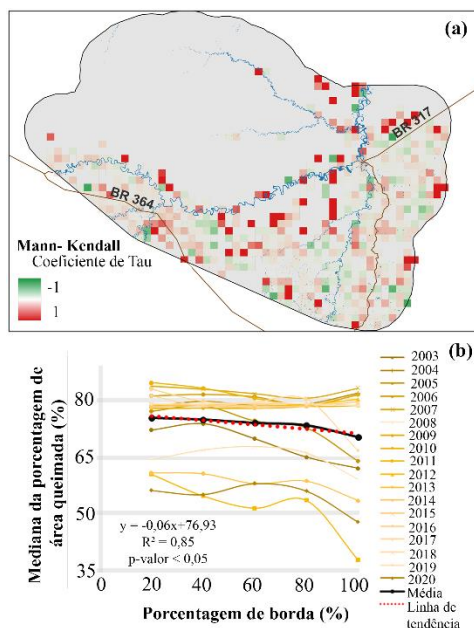 (a)
BR 317
BR 364
Mann- Kendall
Coeficiente de Tau
-1
1
(b)
Mediana da porcentagem de
área queimada (%)
80
65
50
35
y = -0,06x+76,93
R² = 0,85
p-valor < 0,05
20 40 60 80 100
Porcentagem de borda (%)
2003
2004
2005
2006
2007
2008
2009
2010
2011
2012
2013
2014
2015
2016
2017
2018
2019
2020
Média
Linha de
tendência